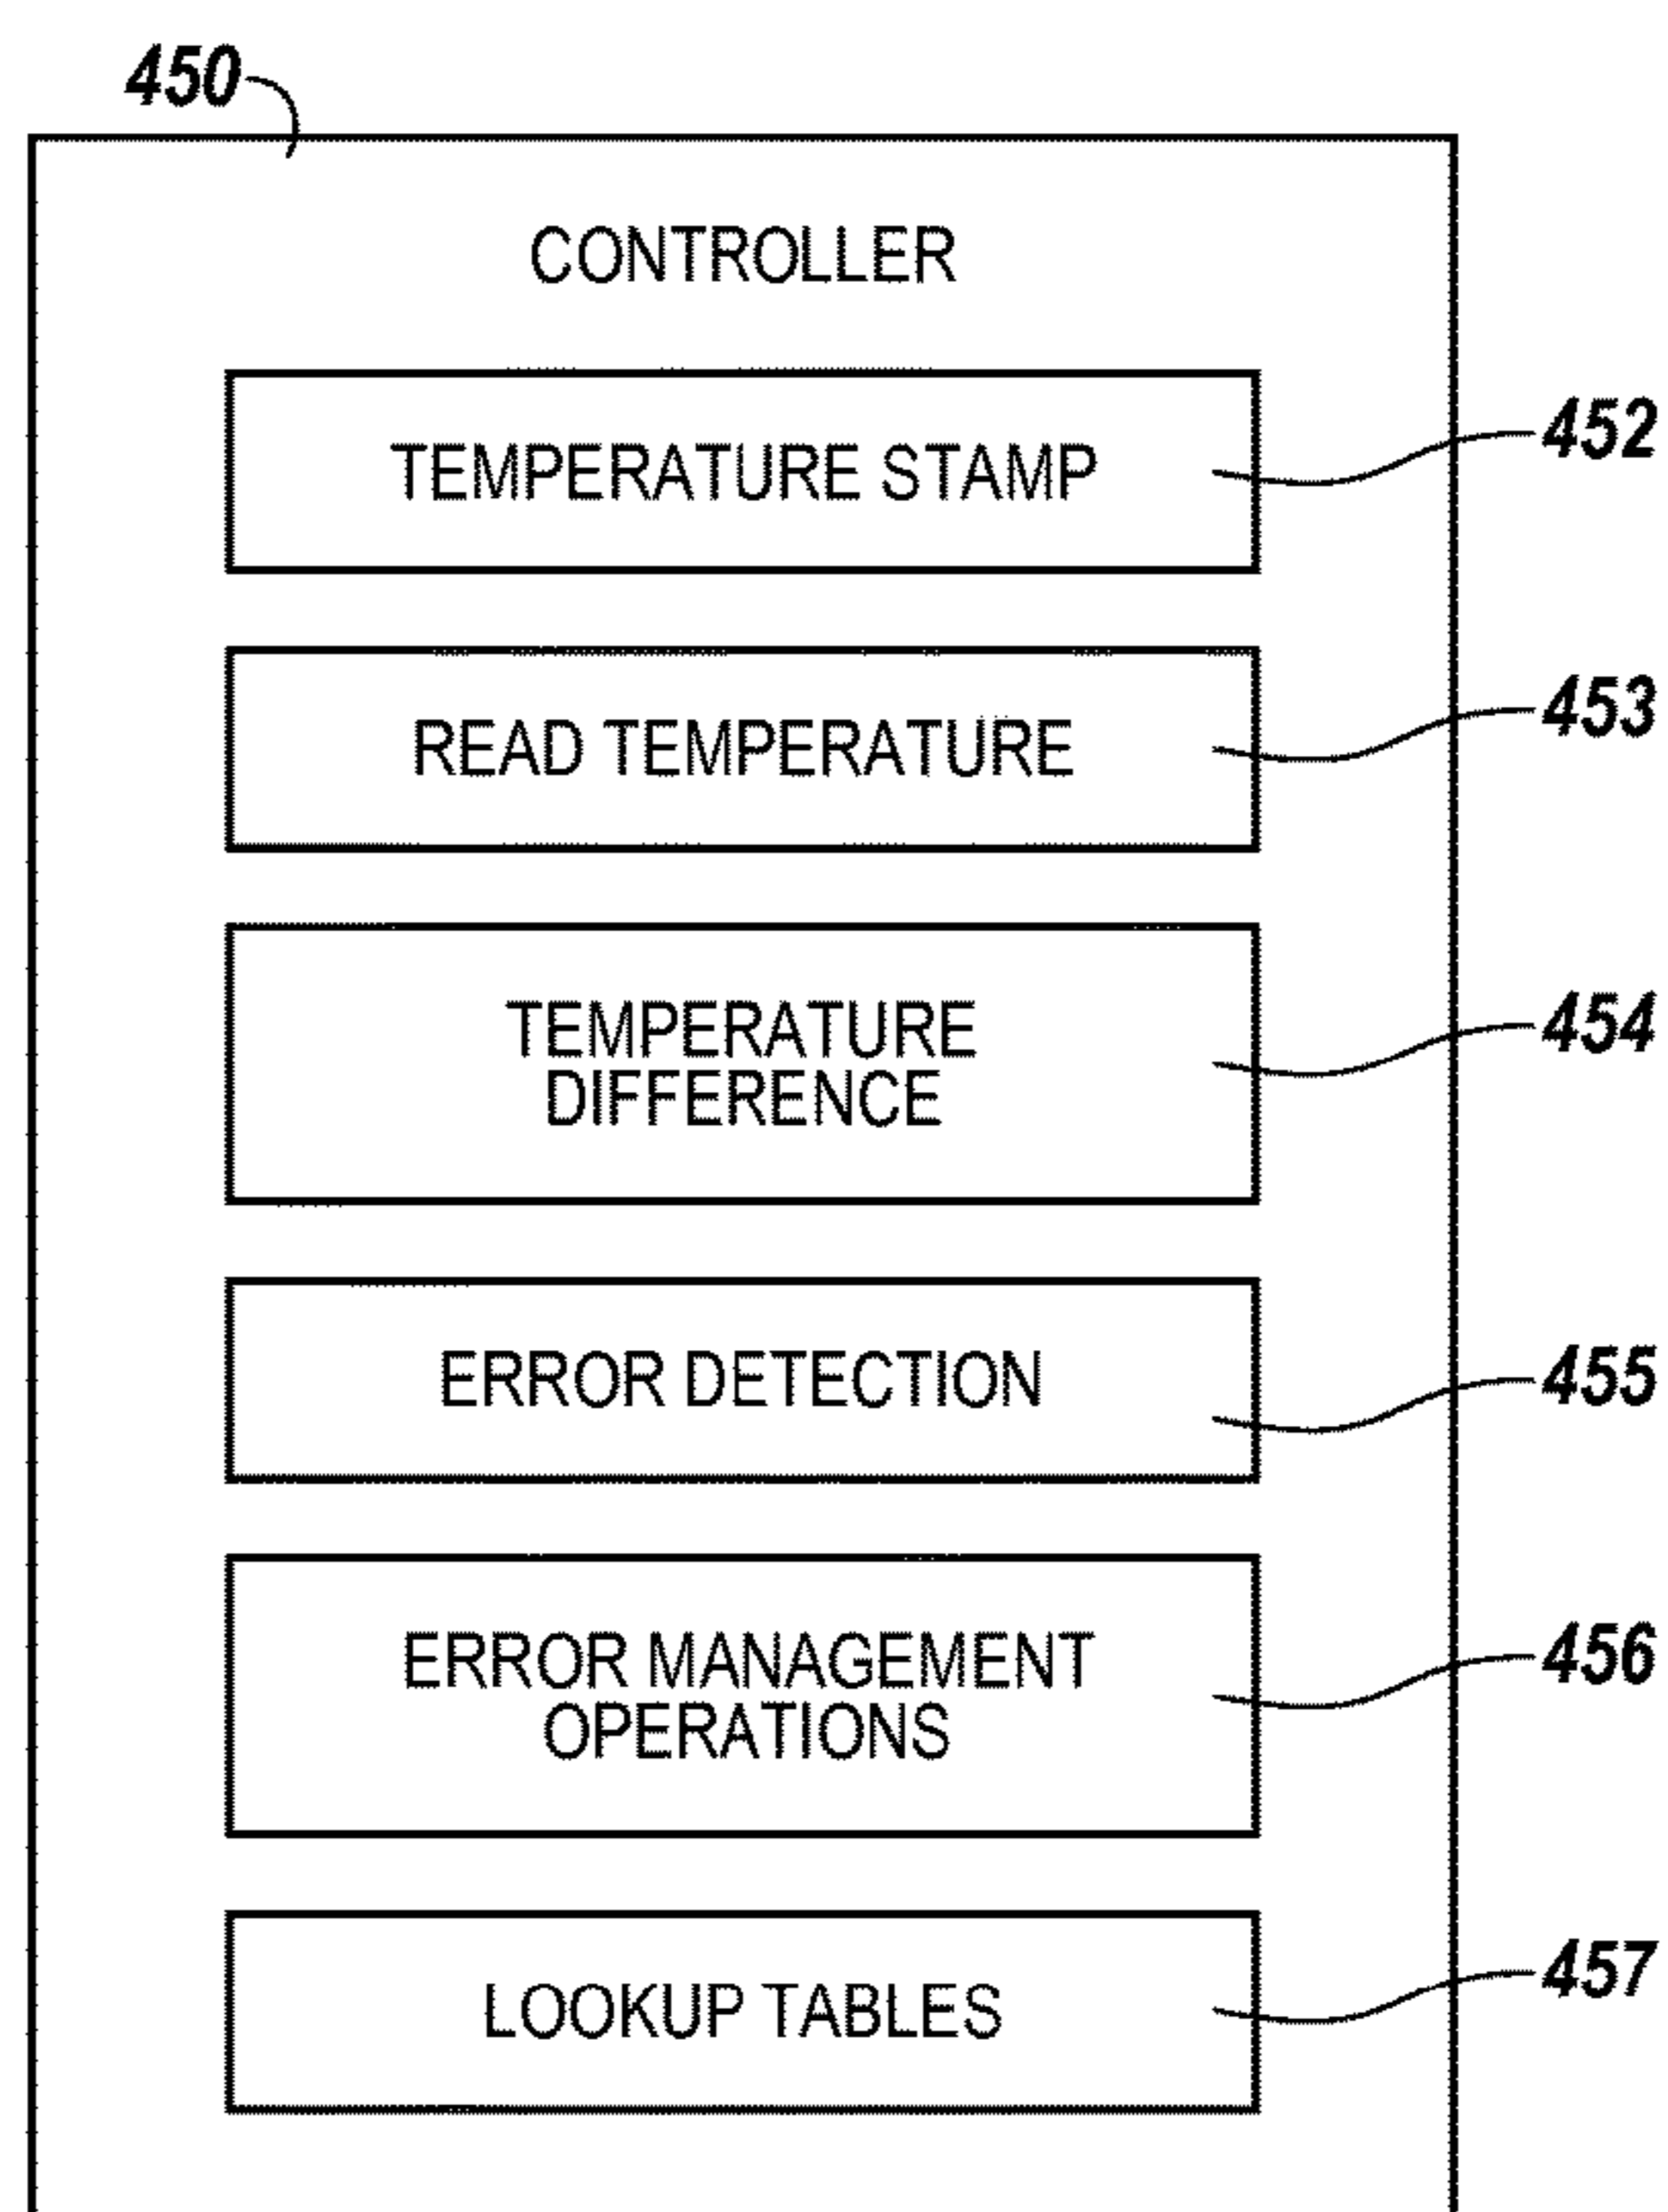 450
CONTROLLER
TEMPERATURE STAMP
452
READ TEMPERATURE
453
TEMPERATURE
DIFFERENCE
454
ERROR DETECTION
455
ERROR MANAGEMENT
OPERATIONS
456
LOOKUP TABLES
457